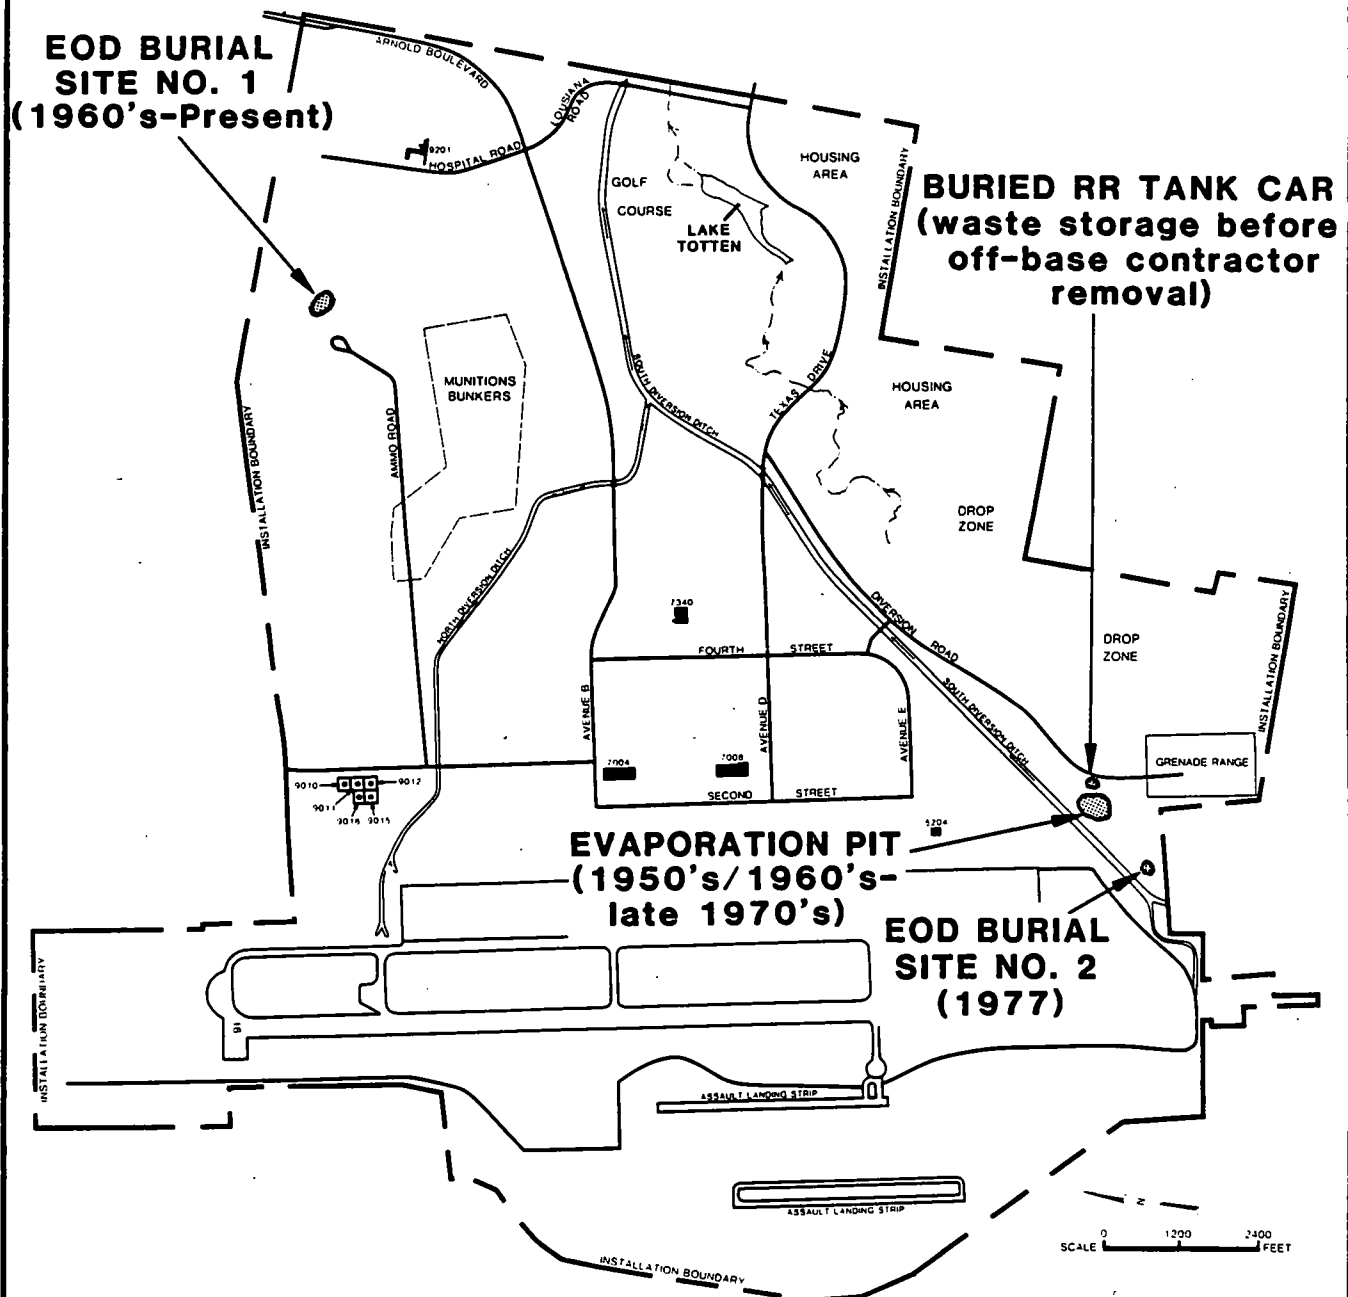 EOD BURIAL
SITE NO. 1
(1960's-Present)
ARNOLD BOULEVARD
LOUSIANA
ROAD
HOSPITAL ROAD
9201
GOLF
COURSE
LAKE
TOTTEN
HOUSING
AREA
INSTALLATION BOUNDARY
BURIED RR TANK CAR
(waste storage before
off-base contractor
removal)
MUNITIONS
BUNKERS
AMMO ROAD
INSTALLATION BOUNDARY
SOUTH DIVERSION DITCH
TEXAS DRIVE
HOUSING
AREA
DROP
ZONE
NORTH DIVERSION DITCH
7340
FOURTH STREET
DIVERSION ROAD
DROP
ZONE
INSTALLATION BOUNDARY
AVENUE B
AVENUE D
AVENUE E
SOUTH DIVERSION DITCH
7004
7008
SECOND STREET
GRENADE RANGE
9010
9012
9011
9016 9015
5204
EVAPORATION PIT
(1950's/1960's-
late 1970's)
EOD BURIAL
SITE NO. 2
(1977)
INSTALLATION BOUNDARY
16
ASSAULT LANDING STRIP
ASSAULT LANDING STRIP
INSTALLATION BOUNDARY
N
0 1200 2400
SCALE FEET